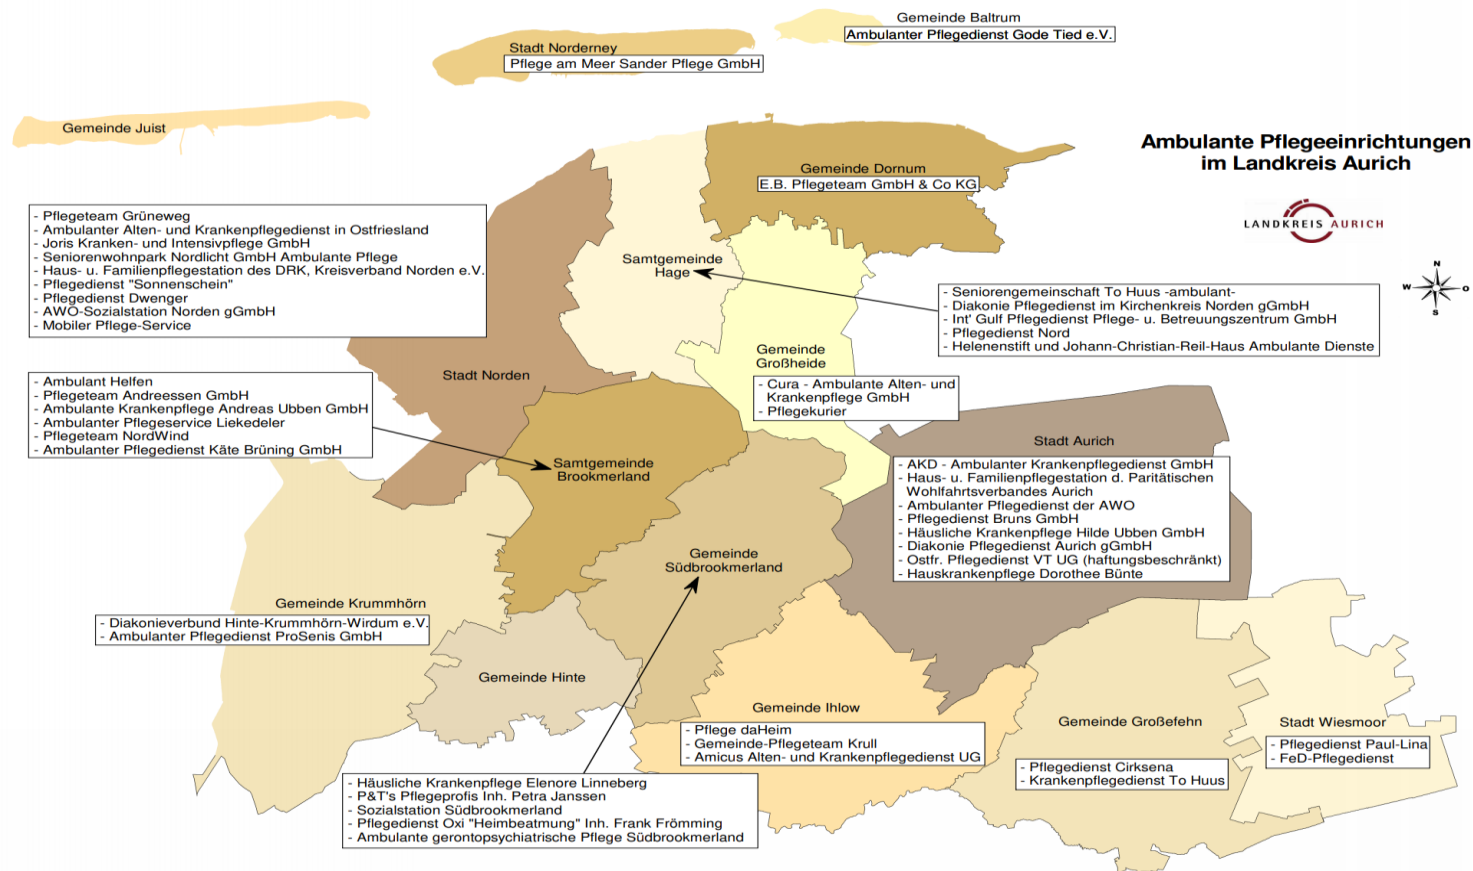 Gemeinde Baltrum
Ambulanter Pflegedienst Gode Tied e.V.
Stadt Norderney
Pflege am Meer Sander Pflege GmbH
Gemeinde Juist
Ambulante Pflegeeinrichtungen
im Landkreis Aurich
LANDKREIS AURICH
N
W
O
S
Gemeinde Dornum
E.B. Pflegeteam GmbH & Co KG
- Pflegeteam Grüneweg
- Ambulanter Alten- und Krankenpflegedienst in Ostfriesland
- Joris Kranken- und Intensivpflege GmbH
- Seniorenwohnpark Nordlicht GmbH Ambulante Pflege
- Haus- u. Familienpflegestation des DRK, Kreisverband Norden e.V.
- Pflegedienst "Sonnenschein"
- Pflegedienst Dwenger
- AWO-Sozialstation Norden gGmbH
- Mobiler Pflege-Service
Stadt Norden
Samtgemeinde
Hage
- Seniorengemeinschaft To Huus -ambulant-
- Diakonie Pflegedienst im Kirchenkreis Norden gGmbH
- Int' Gulf Pflegedienst Pflege- u. Betreuungszentrum GmbH
- Pflegedienst Nord
- Helenenstift und Johann-Christian-Reil-Haus Ambulante Dienste
Gemeinde
Großheide
- Cura - Ambulante Alten- und
Krankenpflege GmbH
- Pflegekurier
- Ambulant Helfen
- Pflegeteam Andreessen GmbH
- Ambulante Krankenpflege Andreas Ubben GmbH
- Ambulanter Pflegeservice Liekedeler
- Pflegeteam NordWind
- Ambulanter Pflegedienst Käte Brüning GmbH
Samtgemeinde
Brookmerland
Stadt Aurich
- AKD - Ambulanter Krankenpflegedienst GmbH
- Haus- u. Familienpflegestation d. Paritätischen
Wohlfahrtsverbandes Aurich
- Ambulanter Pflegedienst der AWO
- Pflegedienst Bruns GmbH
- Häusliche Krankenpflege Hilde Ubben GmbH
- Diakonie Pflegedienst Aurich gGmbH
- Ostfr. Pflegedienst VT UG (haftungsbeschränkt)
- Hauskrankenpflege Dorothee Bünte
Gemeinde
Südbrookmerland
Gemeinde Krummhörn
- Diakonieverbund Hinte-Krummhörn-Wirdum e.V.
- Ambulanter Pflegedienst ProSenis GmbH
Gemeinde Hinte
Gemeinde Ihlow
- Pflege daHeim
- Gemeinde-Pflegeteam Krull
- Amicus Alten- und Krankenpflegedienst UG
Gemeinde Großefehn
- Pflegedienst Cirksena
- Krankenpflegedienst To Huus
Stadt Wiesmoor
- Pflegedienst Paul-Lina
- FeD-Pflegedienst
- Häusliche Krankenpflege Elenore Linneberg
- P&T's Pflegeprofis Inh. Petra Janssen
- Sozialstation Südbrookmerland
- Pflegedienst Oxi "Heimbeatmung" Inh. Frank Frömming
- Ambulante gerontopsychiatrische Pflege Südbrookmerland